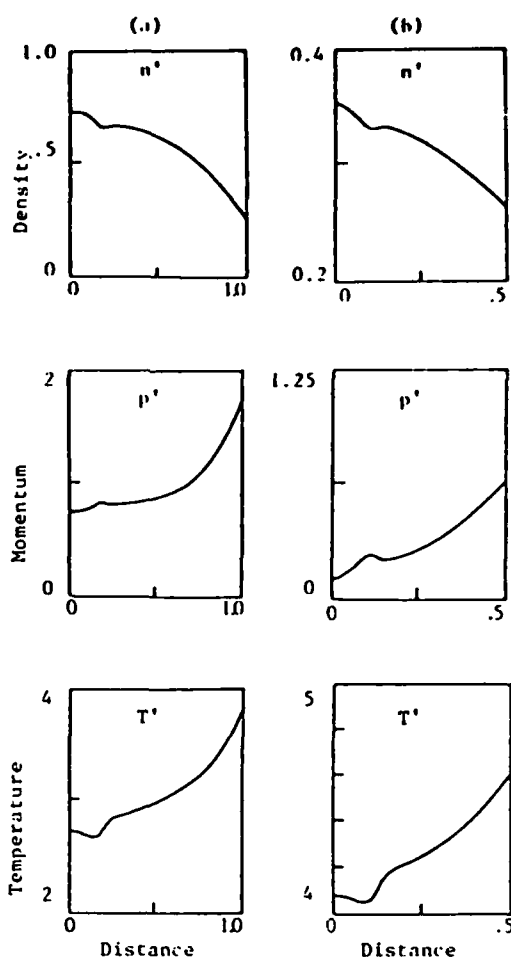 (a) (b)
1.0 n' 0.4 n'
Density
.5
0 0.2
0 1.0 0 .5
2 p' 1.25 p'
Momentum
0 0
0 1.0 0 .5
4 T' 5 T'
Temperature
2 4
0 1.0 0 .5
Distance Distance